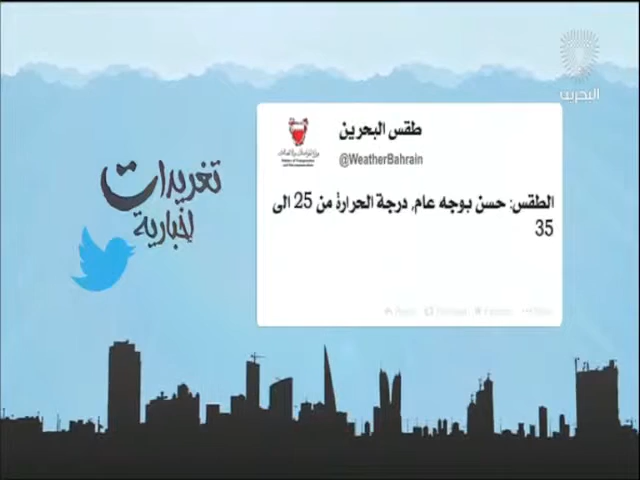 البحرين
تغريدات
إخبارية
طقس البحرين
@WeatherBahrain
الطقس: حسن بوجه عام, درجة الحرارة من 25 الى
35